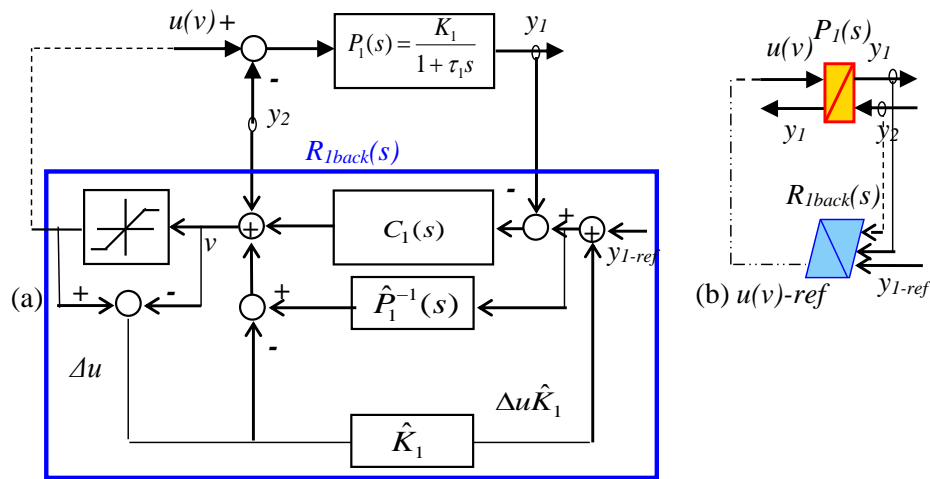 u(v)+
P₁(s) = K₁ / (1 + τ₁s)
y₁
-
y₂
R₁back(s)
-
C₁(s)
+
+
+
v
y₁-ref
(a)
+
-
+
P̂₁⁻¹(s)
-
Δu
ΔuK̂₁
K̂₁
P₁(s)
u(v)
y₁
y₁
y₂
R₁back(s)
y₁-ref
(b) u(v)-ref